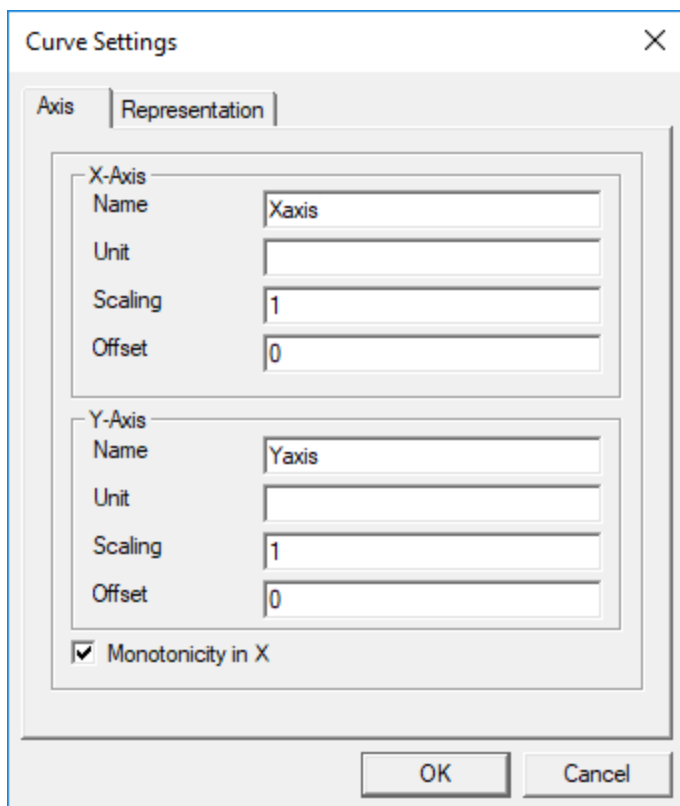 Curve Settings
Axis Representation
X-Axis
Name Xaxis
Unit
Scaling 1
Offset 0
Y-Axis
Name Yaxis
Unit
Scaling 1
Offset 0
Monotonicity in X
OK Cancel